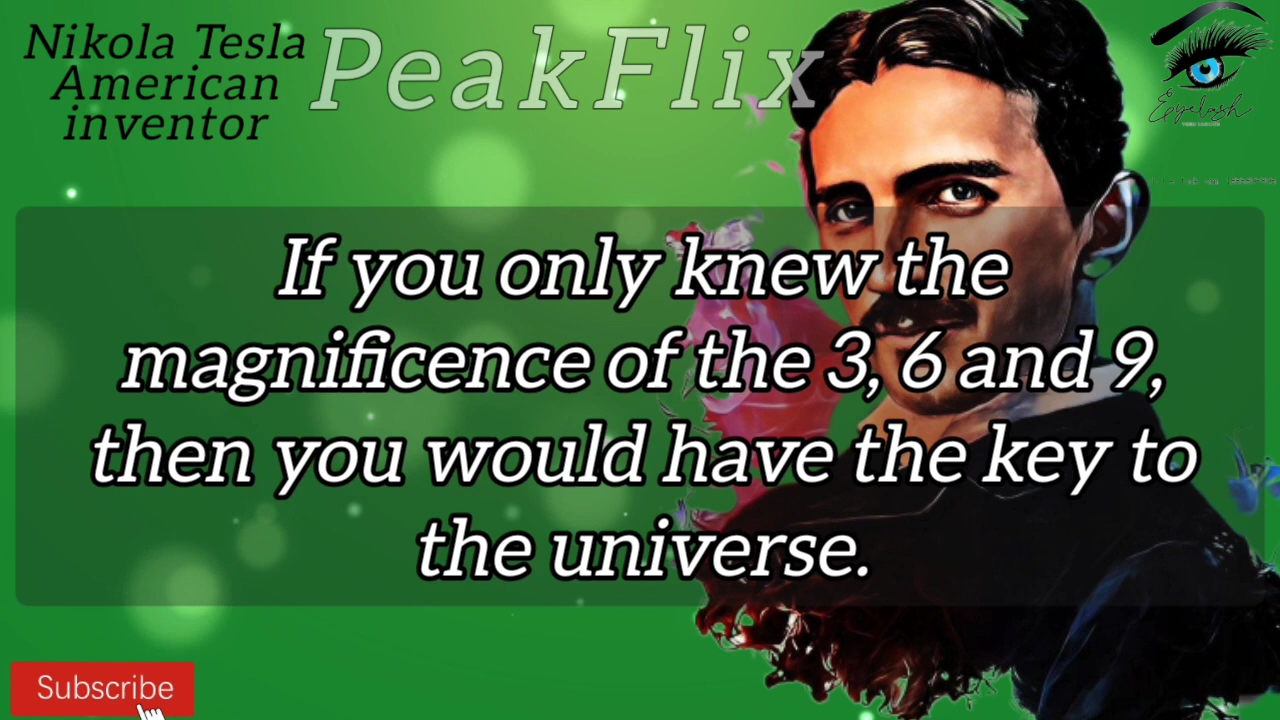 Nikola Tesla
American
inventor
PeakFlix
Eyelash
If you only knew the
magnificence of the 3, 6 and 9,
then you would have the key to
the universe.
Subscribe